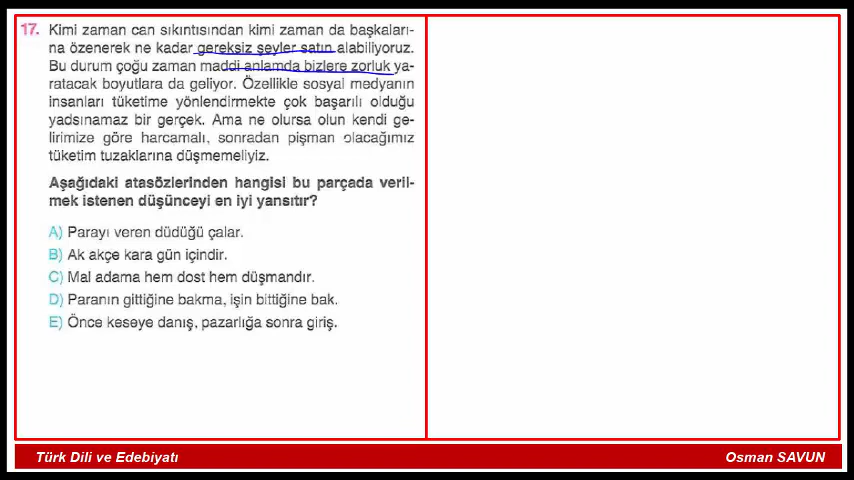 17. Kimi zaman can sıkıntısından kimi zaman da başkaları-
na özenerek ne kadar gereksiz şeyler satın alabiliyoruz.
Bu durum çoğu zaman maddi anlamda bizlere zorluk ya-
ratacak boyutlara da geliyor. Özellikle sosyal medyanın
insanları tüketime yönlendirmekte çok başarılı olduğu
yadsınamaz bir gerçek. Ama ne olursa olun kendi ge-
lirimize göre harcamalı, sonradan pişman olacağımız
tüketim tuzaklarına düşmemeliyiz.
Aşağıdaki atasözlerinden hangisi bu parçada veril-
mek istenen düşünceyi en iyi yansıtır?
A) Parayı veren düdüğü çalar.
B) Ak akçe kara gün içindir.
C) Mal adama hem dost hem düşmandır.
D) Paranın gittiğine bakma, işin bittiğine bak.
E) Önce keseye danış, pazarlığa sonra giriş.
Türk Dili ve Edebiyatı
Osman SAVUN